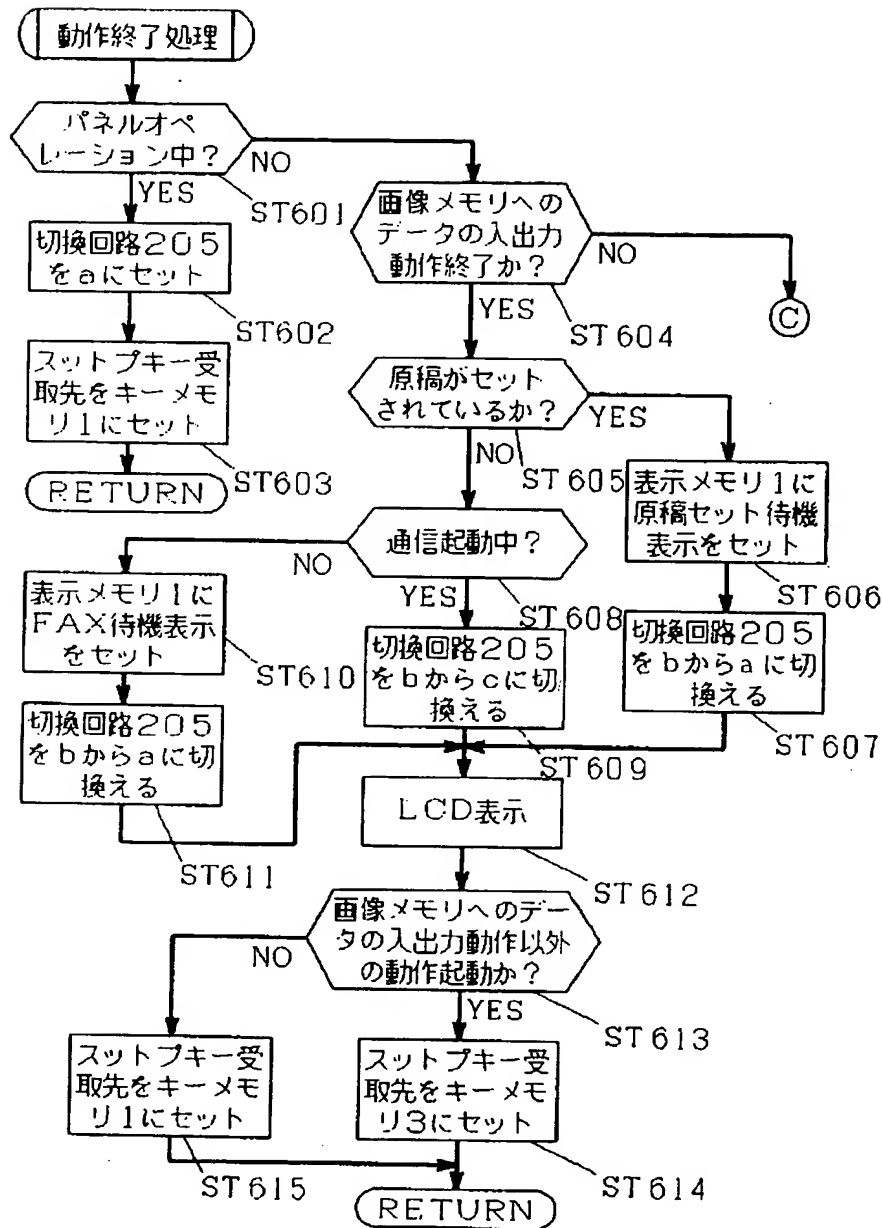 動作終了処理
パネルオペ
レーション中?
NO
YES
ST601
切換回路205
をaにセット
ST602
スットプキー受
取先をキーメモ
リ1にセット
ST603
RETURN
画像メモリへの
データの入出力
動作終了か?
NO
YES
ST604
C
原稿がセット
されているか?
YES
NO
ST605
表示メモリ1に
原稿セット待機
表示をセット
ST606
切換回路205
をbからaに切
換える
ST607
通信起動中?
NO
YES
ST608
切換回路205
をbからcに切
換える
ST609
表示メモリ1に
FAX待機表示
をセット
ST610
切換回路205
をbからaに切
換える
ST611
LCD表示
ST612
画像メモリへのデー
タの入出力動作以外
の動作起動か?
NO
YES
ST613
スットプキー受
取先をキーメモ
リ1にセット
ST615
スットプキー受
取先をキーメモ
リ3にセット
ST614
RETURN